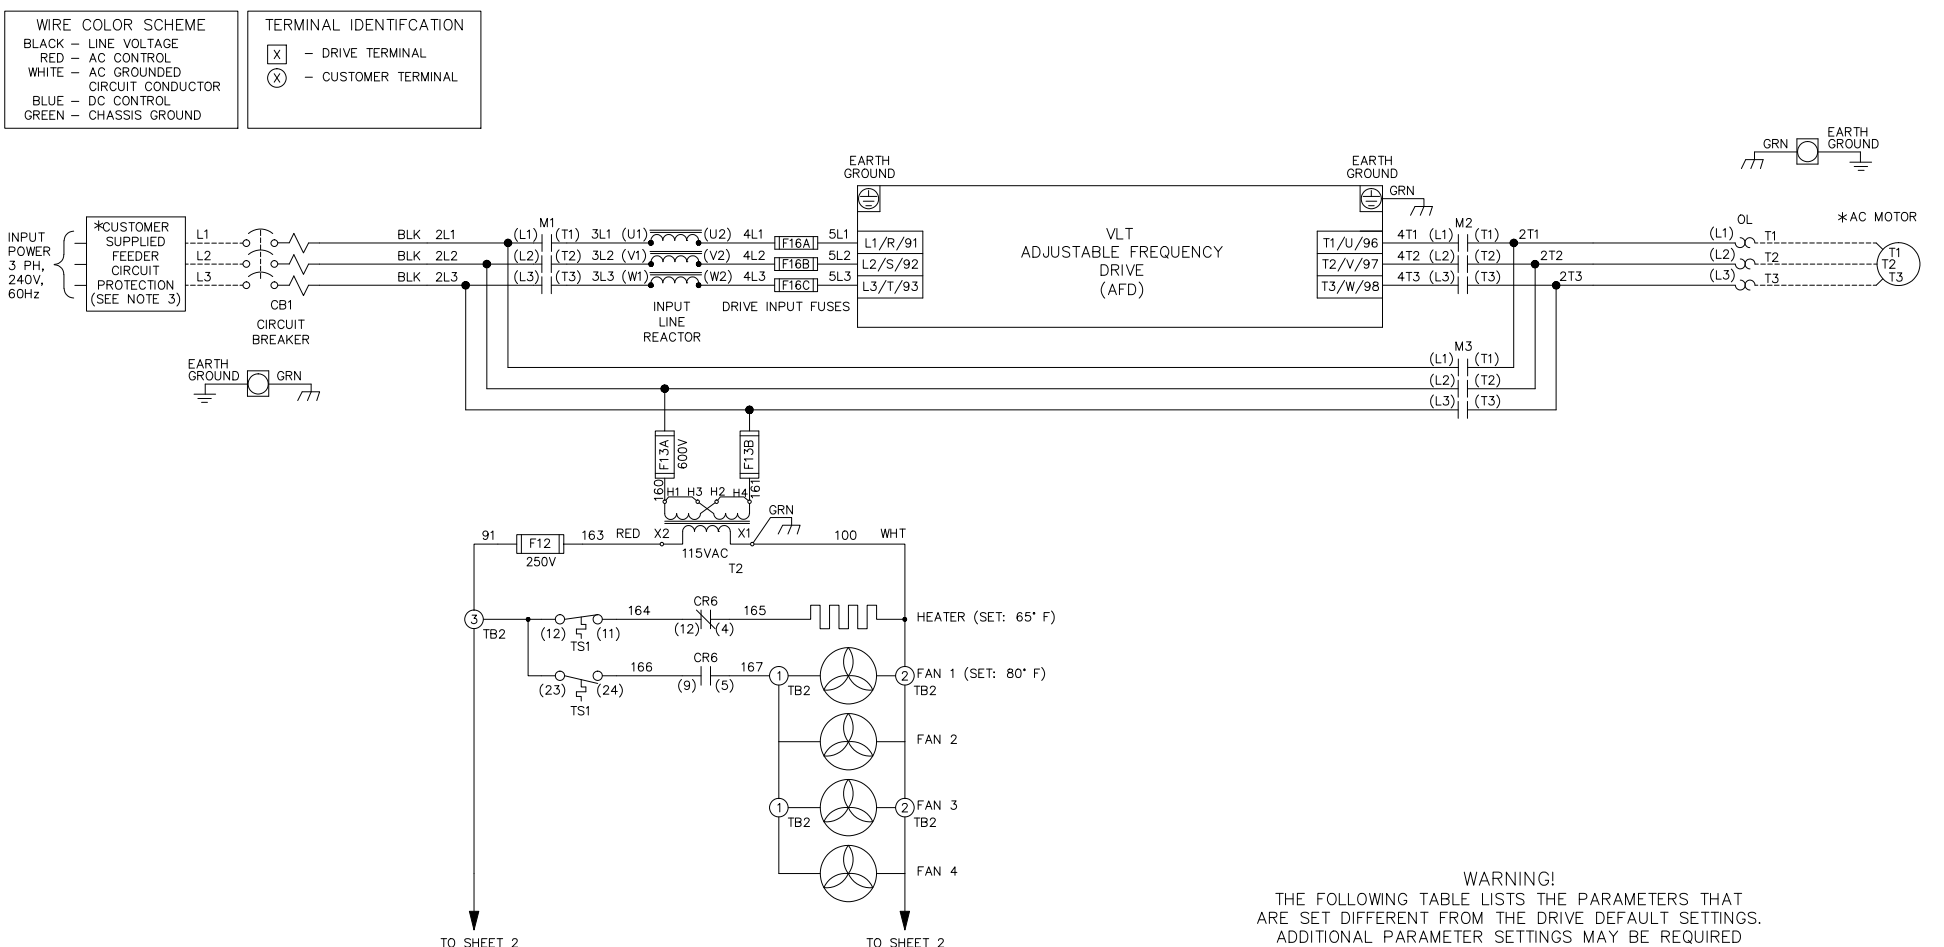 WIRE COLOR SCHEME
BLACK – LINE VOLTAGE
RED – AC CONTROL
WHITE – AC GROUNDED
CIRCUIT CONDUCTOR
BLUE – DC CONTROL
GREEN – CHASSIS GROUND
TERMINAL IDENTIFCATION
X – DRIVE TERMINAL
X – CUSTOMER TERMINAL
INPUT
POWER
3 PH,
240V,
60Hz
*CUSTOMER
SUPPLIED
FEEDER
CIRCUIT
PROTECTION
(SEE NOTE 3)
L1
L2
L3
CB1
CIRCUIT
BREAKER
EARTH
GROUND
GRN
BLK 2L1
BLK 2L2
BLK 2L3
M1
(L1) (T1) 3L1 (U1) (U2) 4L1 F16A 5L1
(L2) (T2) 3L2 (V1) (V2) 4L2 F16B 5L2
(L3) (T3) 3L3 (W1) (W2) 4L3 F16C 5L3
INPUT
LINE
REACTOR
DRIVE INPUT FUSES
EARTH
GROUND
L1/R/91
L2/S/92
L3/T/93
VLT
ADJUSTABLE FREQUENCY
DRIVE
(AFD)
EARTH
GROUND
GRN
T1/U/96
T2/V/97
T3/W/98
M2
4T1 (L1) (T1) 2T1
4T2 (L2) (T2) 2T2
4T3 (L3) (T3) 2T3
M3
(L1) (T1)
(L2) (T2)
(L3) (T3)
GRN
EARTH
GROUND
OL
(L1) T1
(L2) T2
(L3) T3
*AC MOTOR
T1
T2
T3
F13A
600V
F13B
160
161
H1 H3 H2 H4
GRN
91
F12
250V
163 RED X2
X1 100 WHT
115VAC
T2
3
TB2
(12) (11)
TS1
164
CR6
(12) (4)
165
HEATER (SET: 65° F)
(23) (24)
TS1
166
CR6
(9) (5)
167
1
TB2
2
TB2
FAN 1 (SET: 80° F)
FAN 2
1
TB2
2
TB2
FAN 3
FAN 4
TO SHEET 2
TO SHEET 2
WARNING!
THE FOLLOWING TABLE LISTS THE PARAMETERS THAT
ARE SET DIFFERENT FROM THE DRIVE DEFAULT SETTINGS.
ADDITIONAL PARAMETER SETTINGS MAY BE REQUIRED